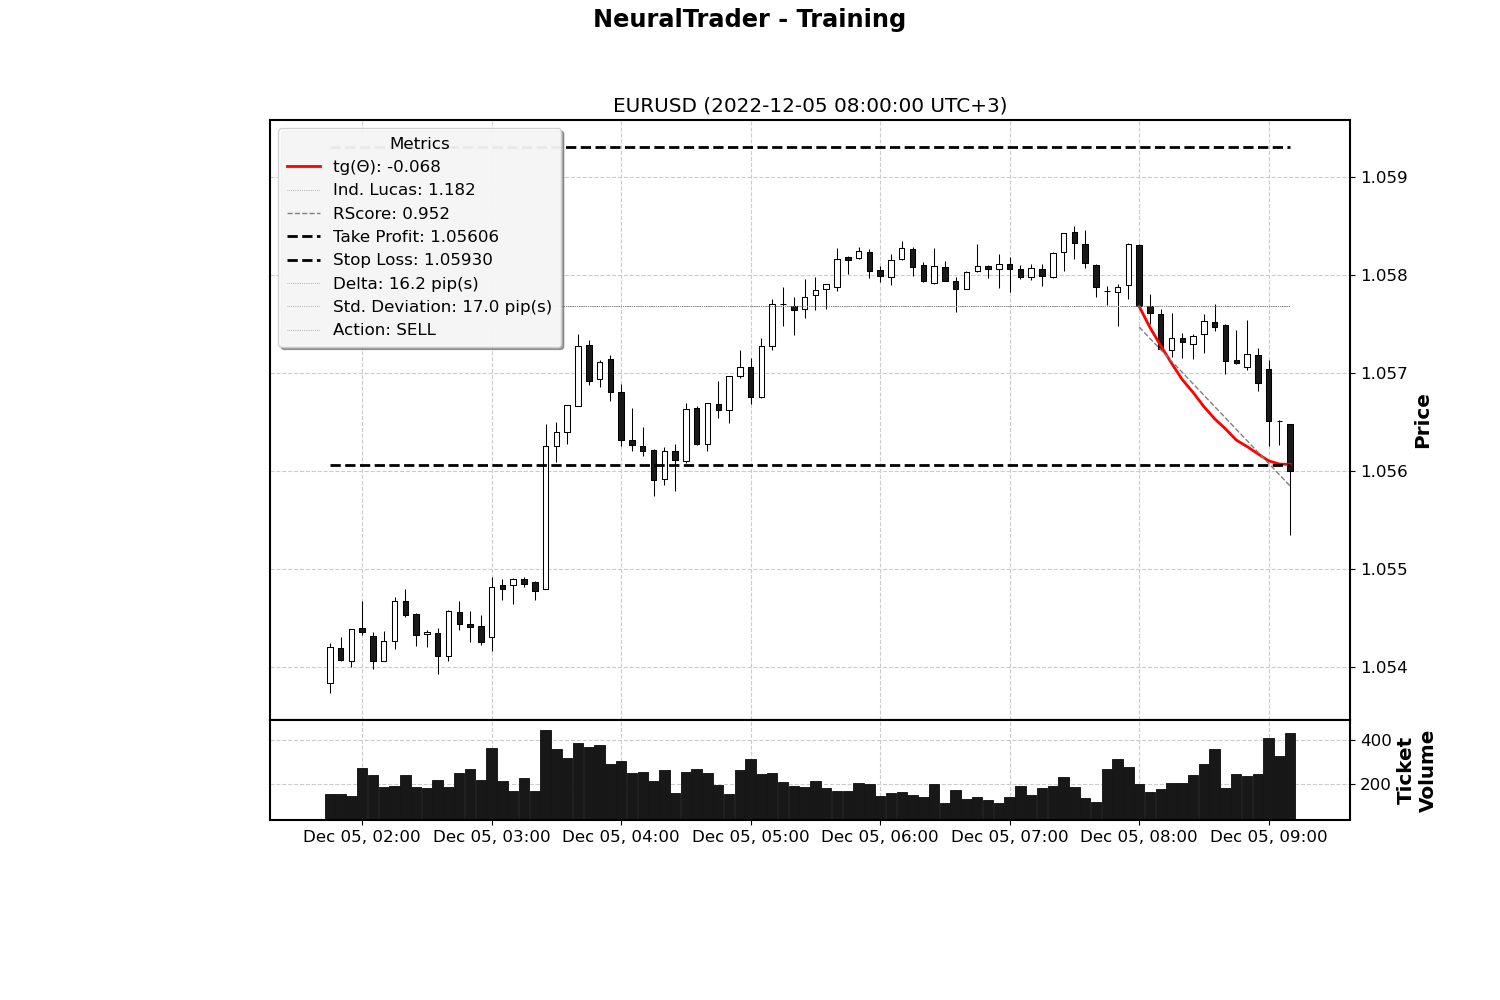 NeuralTrader - Training
EURUSD (2022-12-05 08:00:00 UTC+3)
Metrics
tg(Θ): -0.068
Ind. Lucas: 1.182
RScore: 0.952
Take Profit: 1.05606
Stop Loss: 1.05930
Delta: 16.2 pip(s)
Std. Deviation: 17.0 pip(s)
Action: SELL
1.059
1.058
1.057
1.056
1.055
1.054
Price
400
200
Ticket
Volume
Dec 05, 02:00
Dec 05, 03:00
Dec 05, 04:00
Dec 05, 05:00
Dec 05, 06:00
Dec 05, 07:00
Dec 05, 08:00
Dec 05, 09:00